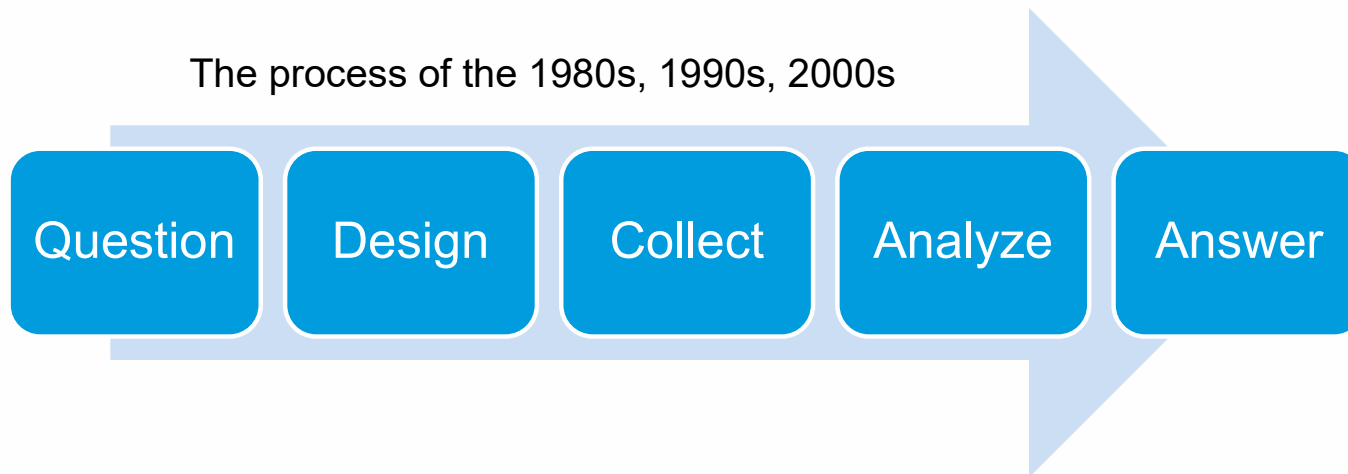 The process of the 1980s, 1990s, 2000s
Question
Design
Collect
Analyze
Answer